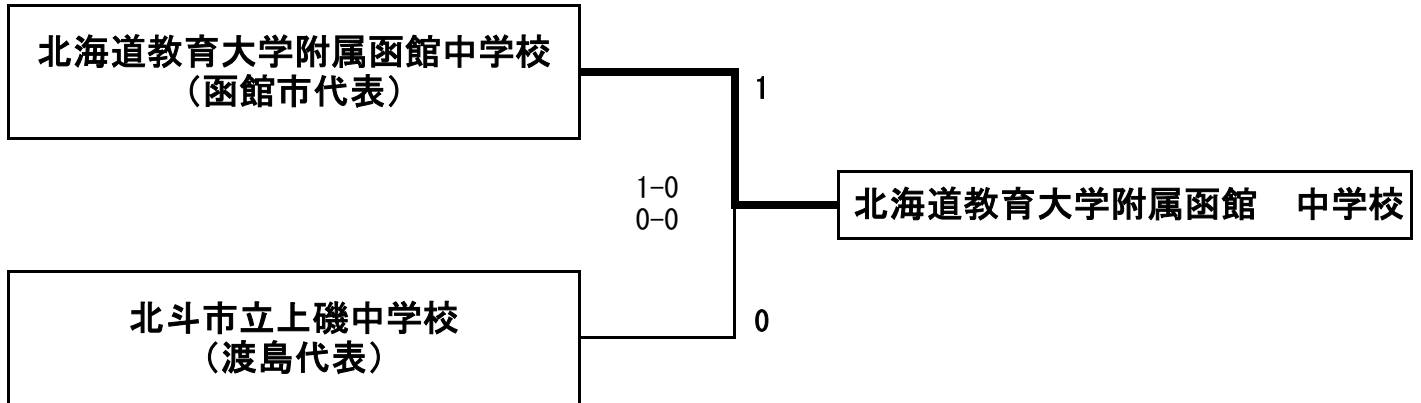 北海道教育大学附属函館中学校
（函館市代表）
1
1-0
0-0
北海道教育大学附属函館　中学校
北斗市立上磯中学校
（渡島代表）
0